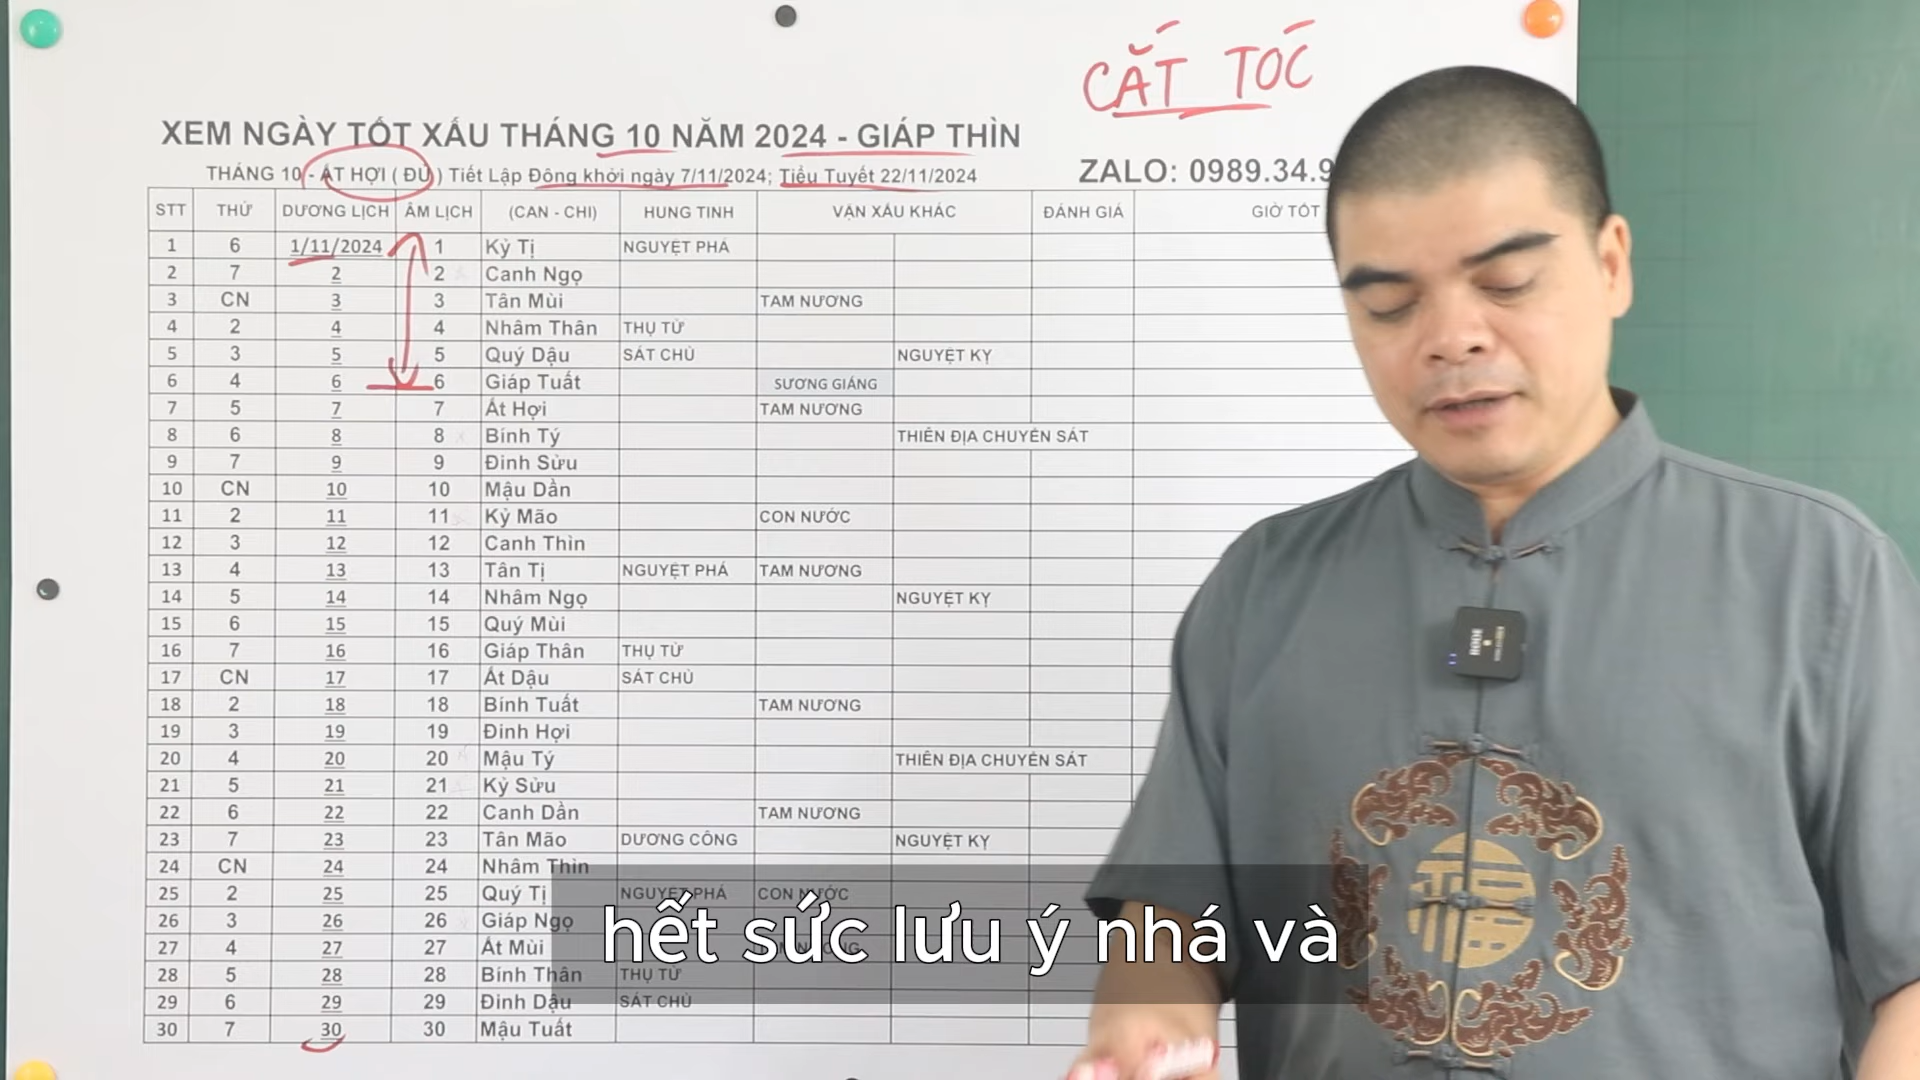 CẮT TÓC
XEM NGÀY TỐT XẤU THÁNG 10 NĂM 2024 - GIÁP THÌN
THÁNG 10 - ẤT HỢI ( ĐỦ ) Tiết Lập Đông khởi ngày 7/11/2024; Tiểu Tuyết 22/11/2024
ZALO: 0989.34.9
STT THỨ DƯƠNG LỊCH ÂM LỊCH (CAN - CHI) HUNG TINH VẬN XẤU KHÁC ĐÁNH GIÁ GIỜ TỐT
1 6 1/11/2024 1 Kỷ Tị NGUYỆT PHÁ
2 7 2 2 Canh Ngọ
3 CN 3 3 Tân Mùi TAM NƯƠNG
4 2 4 4 Nhâm Thân THỤ TỬ
5 3 5 5 Quý Dậu SÁT CHỦ NGUYỆT KỴ
6 4 6 6 Giáp Tuất SƯƠNG GIÁNG
7 5 7 7 Ất Hợi TAM NƯƠNG
8 6 8 8 Bính Tý THIÊN ĐỊA CHUYÊN SÁT
9 7 9 9 Đinh Sửu
10 CN 10 10 Mậu Dần
11 2 11 11 Kỷ Mão CON NƯỚC
12 3 12 12 Canh Thìn
13 4 13 13 Tân Tị NGUYỆT PHÁ TAM NƯƠNG
14 5 14 14 Nhâm Ngọ NGUYỆT KỴ
15 6 15 15 Quý Mùi
16 7 16 16 Giáp Thân THỤ TỬ
17 CN 17 17 Ất Dậu SÁT CHỦ
18 2 18 18 Bính Tuất TAM NƯƠNG
19 3 19 19 Đinh Hợi
20 4 20 20 Mậu Tý THIÊN ĐỊA CHUYÊN SÁT
21 5 21 21 Kỷ Sửu
22 6 22 22 Canh Dần TAM NƯƠNG
23 7 23 23 Tân Mão DƯƠNG CÔNG NGUYỆT KỴ
24 CN 24 24 Nhâm Thìn
25 2 25 25 Quý Tị NGUYỆT PHÁ CON NƯỚC
26 3 26 26 Giáp Ngọ
27 4 27 27 Ất Mùi
28 5 28 28 Bính Thân THỤ TỬ
29 6 29 29 Đinh Dậu SÁT CHỦ
30 7 30 30 Mậu Tuất
hết sức lưu ý nhá và
RODE
福